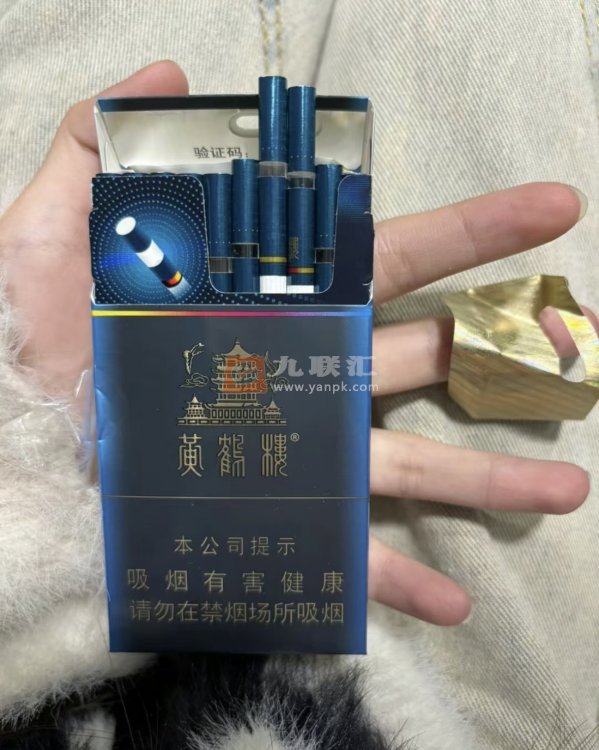 验证码:
九联汇
www.yanpk.com
黄鹤楼®
本公司提示
吸烟有害健康
请勿在禁烟场所吸烟